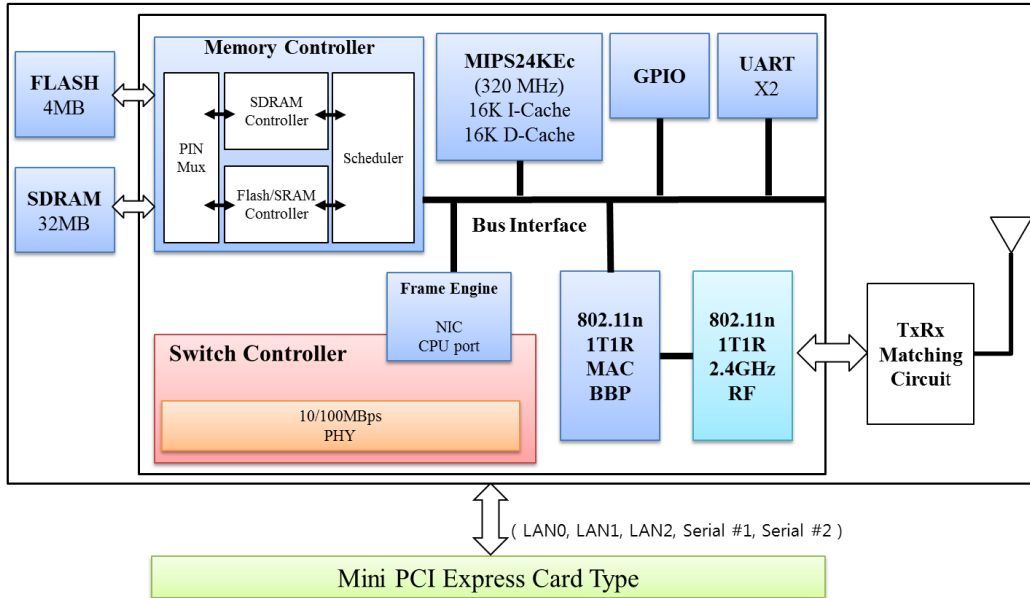 Memory Controller
FLASH
4MB
SDRAM
32MB
PIN
Mux
SDRAM
Controller
Flash/SRAM
Controller
Scheduler
MIPS24KEc
(320 MHz)
16K I-Cache
16K D-Cache
GPIO
UART
X2
Bus Interface
Frame Engine
NIC
CPU port
Switch Controller
10/100MBps
PHY
802.11n
1T1R
MAC
BBP
802.11n
1T1R
2.4GHz
RF
TxRx
Matching
Circuit
( LAN0, LAN1, LAN2, Serial #1, Serial #2 )
Mini PCI Express Card Type